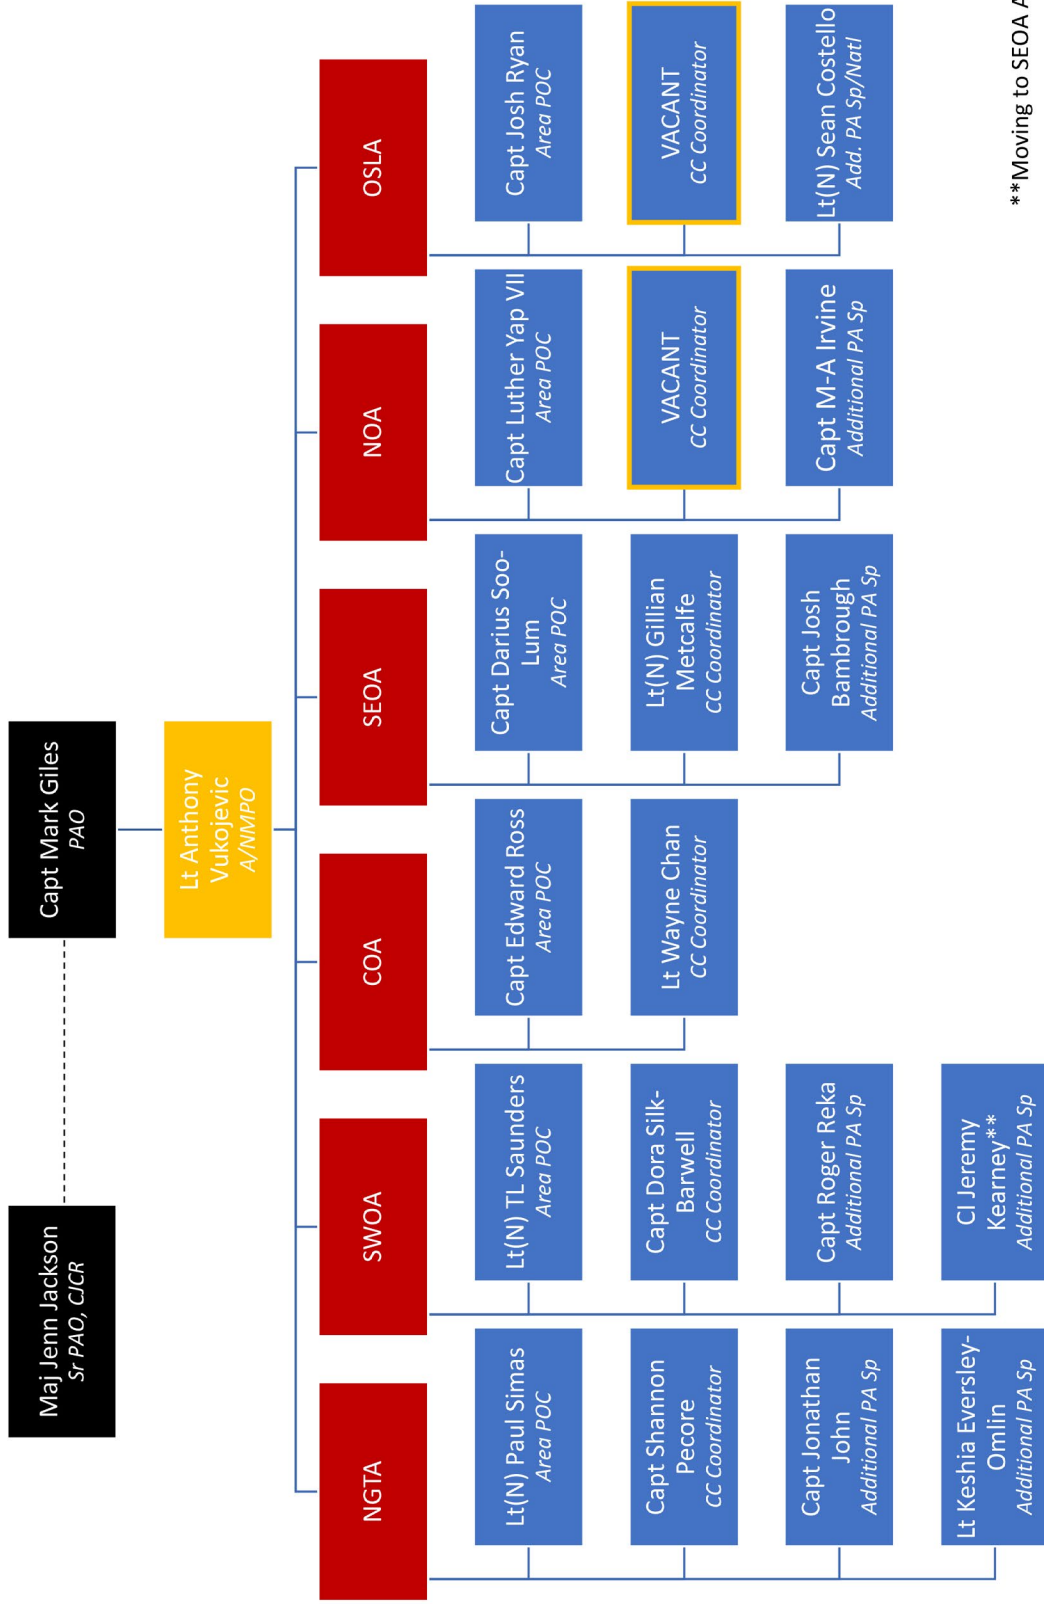 Maj Jenn Jackson
Sr PAO, CJCR
Capt Mark Giles
PAO
Lt Anthony
Vukojevic
A/NMPO
NGTA
SWOA
COA
SEOA
NOA
OSLA
Lt(N) Paul Simas
Area POC
Lt(N) TL Saunders
Area POC
Capt Edward Ross
Area POC
Capt Darius Soo-
Lum
Area POC
Capt Luther Yap VII
Area POC
Capt Josh Ryan
Area POC
Capt Shannon
Pecore
CC Coordinator
Capt Dora Silk-
Barwell
CC Coordinator
Lt Wayne Chan
CC Coordinator
Lt(N) Gillian
Metcalfe
CC Coordinator
VACANT
CC Coordinator
VACANT
CC Coordinator
Capt Jonathan
John
Additional PA Sp
Capt Roger Reka
Additional PA Sp
Capt Josh
Bambrough
Additional PA Sp
Capt M-A Irvine
Additional PA Sp
Lt(N) Sean Costello
Add. PA Sp/Natl
Lt Keshia Eversley-
Omlin
Additional PA Sp
CI Jeremy
Kearney**
Additional PA Sp
**Moving to SEOA A